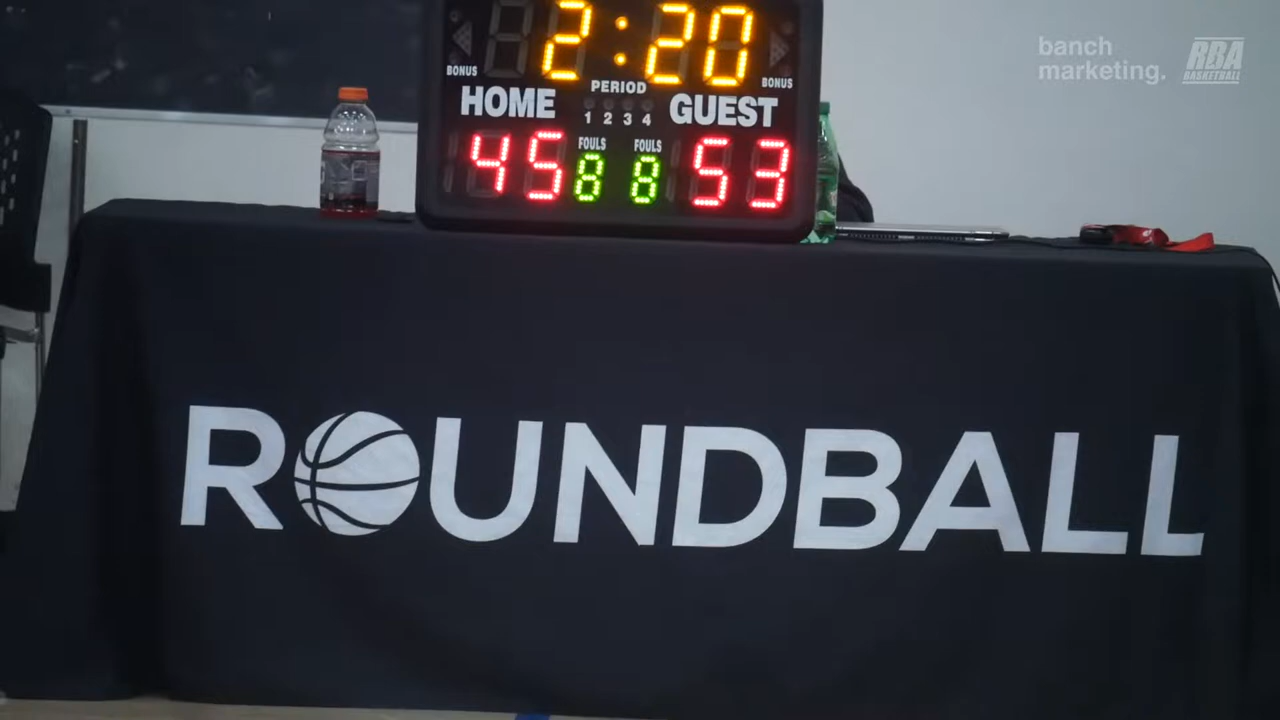 2:20
BONUS
BONUS
PERIOD
HOME
GUEST
1 2 3 4
FOULS
FOULS
45
8
8
53
ROUNDBALL
banch
marketing.
RBA
BASKETBALL